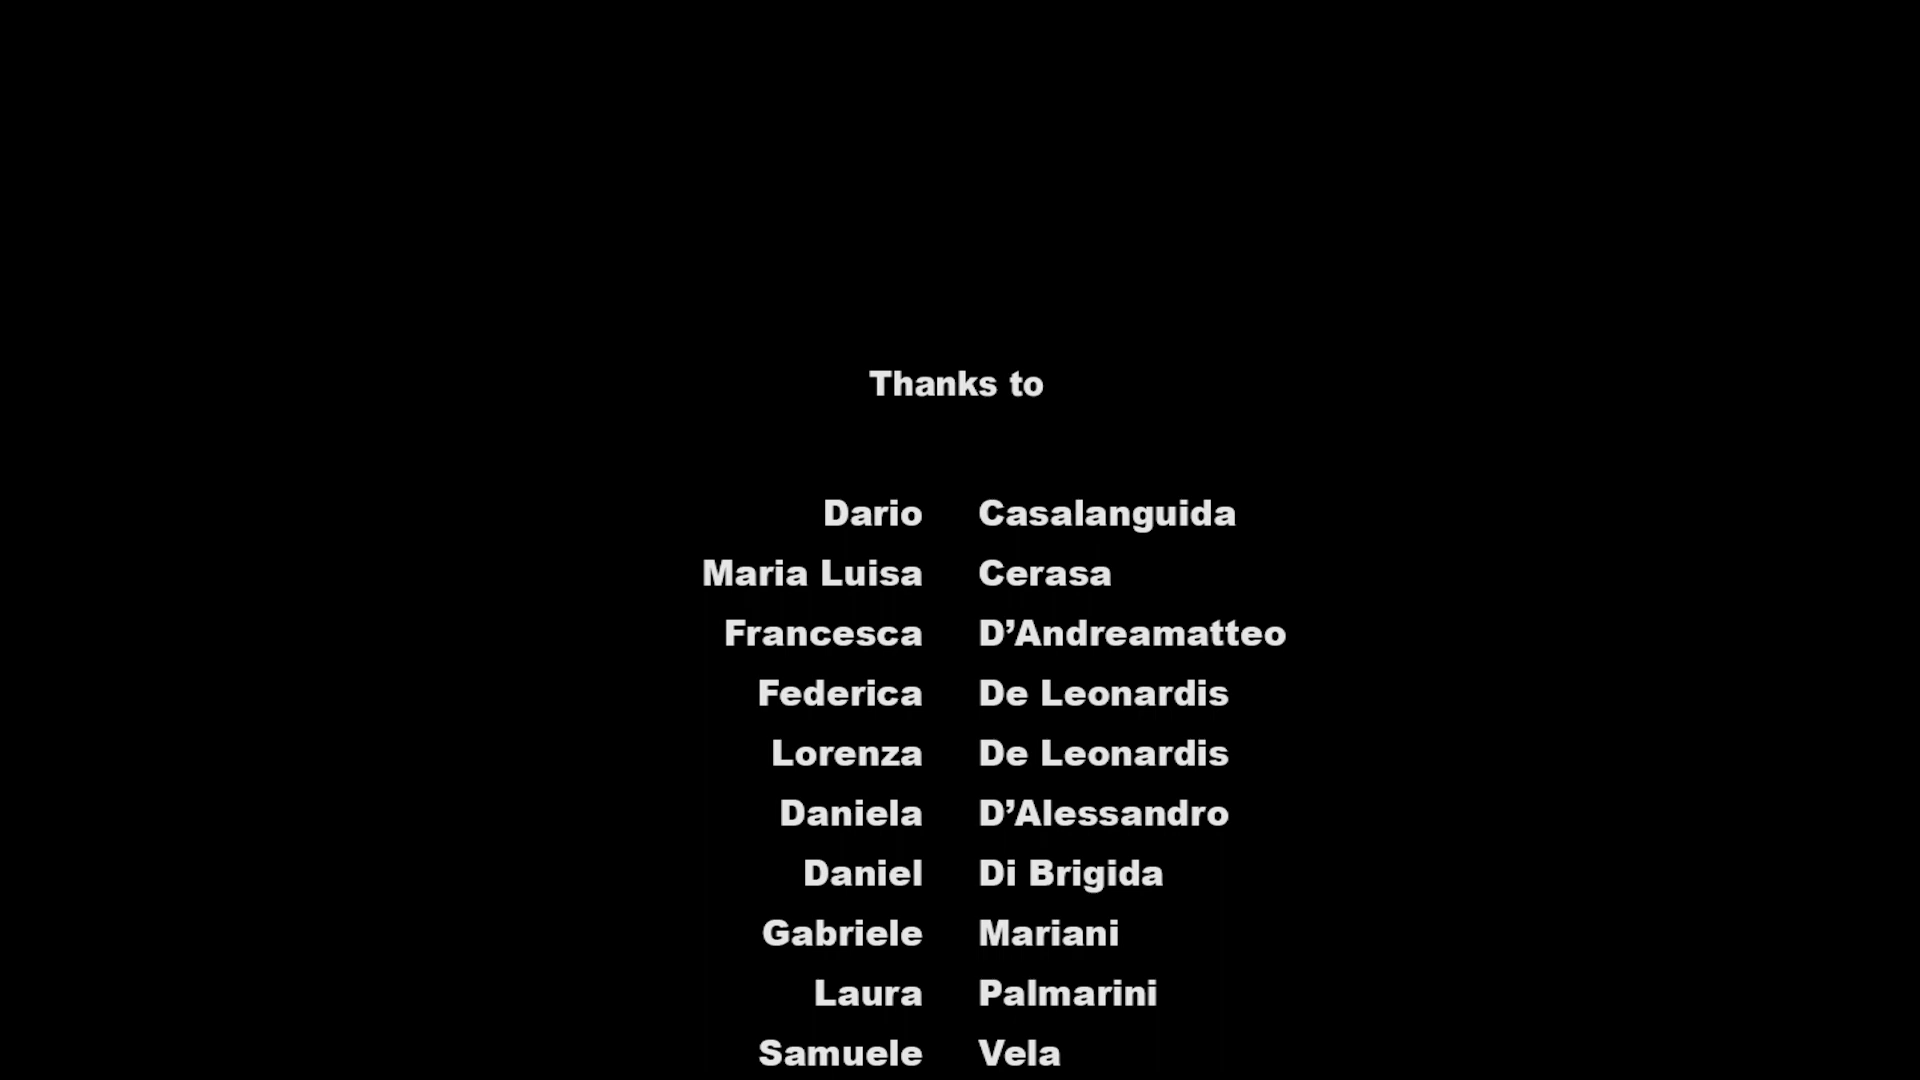 Thanks to
Dario Casalanguida
Maria Luisa Cerasa
Francesca D’Andreamatteo
Federica De Leonardis
Lorenza De Leonardis
Daniela D’Alessandro
Daniel Di Brigida
Gabriele Mariani
Laura Palmarini
Samuele Vela